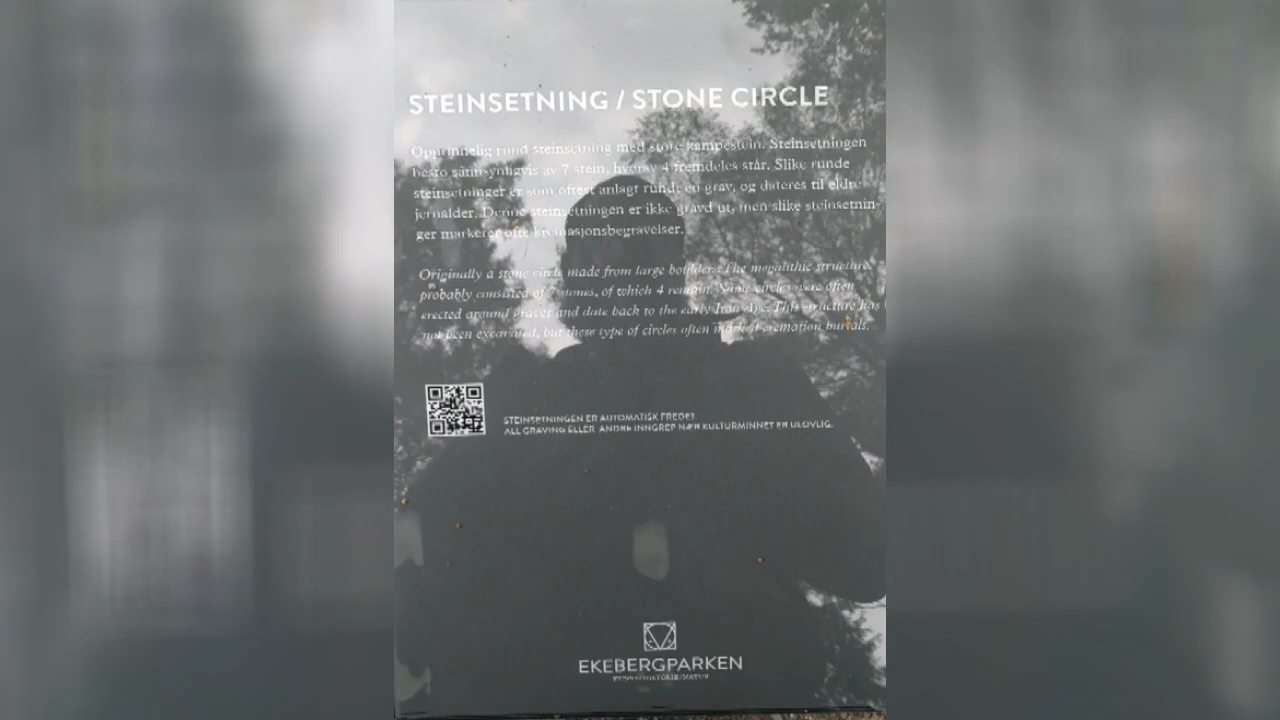 STEINSETNING / STONE CIRCLE
Opprinnelig rund steinsetning med store kampestein. Steinsetningen
besto sannsynligvis av 7 stein, hvorav 4 fremdeles står. Slike runde
steinsetninger er som oftest anlagt rundt en grav, og dateres til eldre
jernalder. Denne steinsetningen er ikke gravd ut, men slike steinsetnin-
ger markerer ofte kremasjonsbegravelser.
Originally a stone circle made from large boulders. The megalithic structure
probably consisted of 7 stones, of which 4 remain. circles were often
erected around graves and date back to the early Iron Age. This structure has
not been excavated, but these type of circles often marked cremation burials.
STEINSETNINGEN ER AUTOMATISK FREDET.
ALL GRAVING ELLER ANDRE INNGREP NÆR KULTURMINNET ER ULOVLIG.
EKEBERGPARKEN